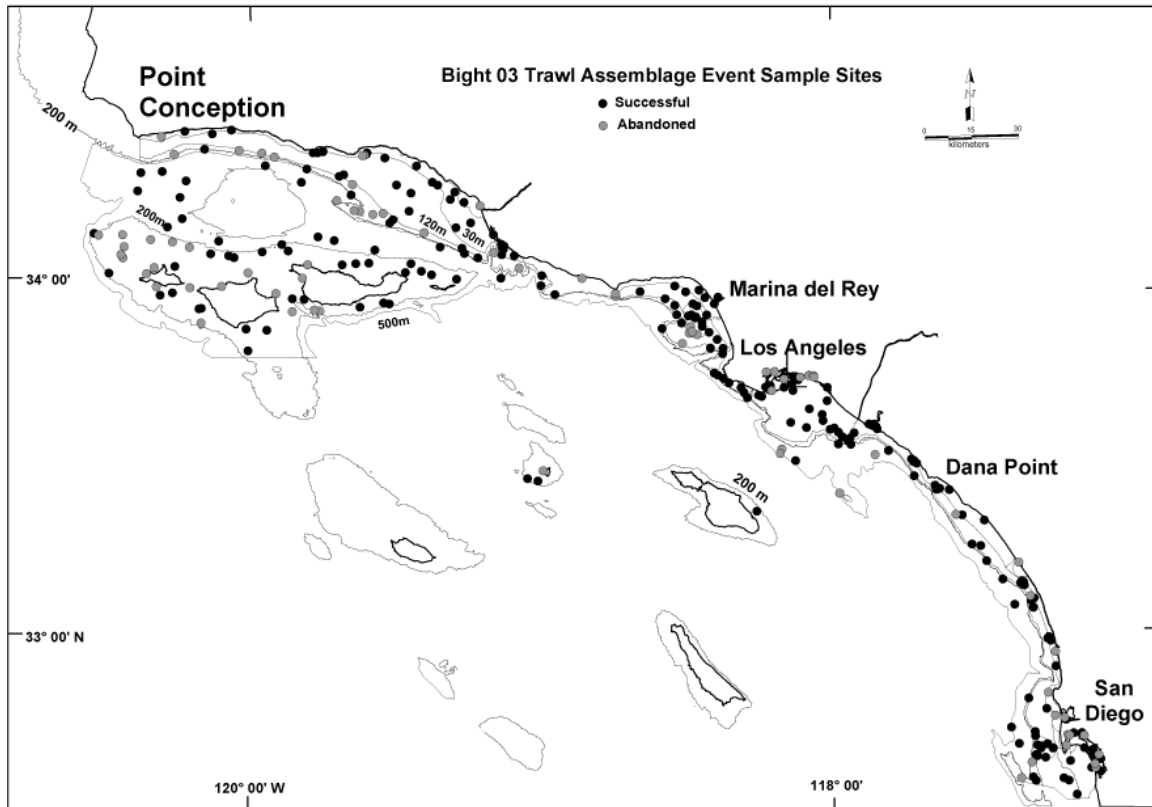 Bight 03 Trawl Assemblage Event Sample Sites
Successful
Abandoned
N
0 15 30
kilometers
Point
Conception
200 m
200m
120m
30m
34° 00'
500m
Marina del Rey
Los Angeles
Dana Point
200 m
33° 00' N
San
Diego
120° 00' W
118° 00'